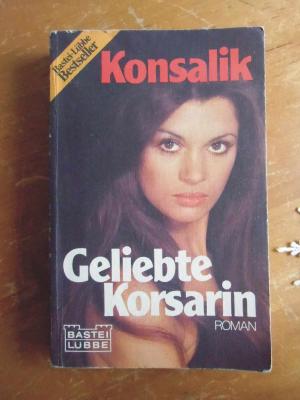 Bastei-Lübbe
Bestseller
Konsalik
Geliebte
Korsarin
ROMAN
BASTEI
LÜBBE